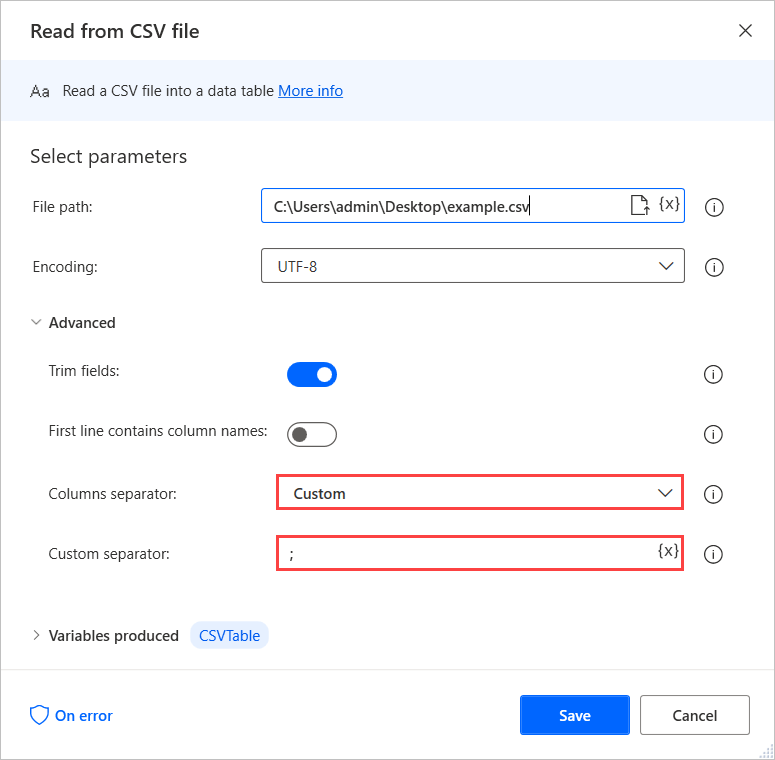 Read from CSV file
Aa Read a CSV file into a data table More info
Select parameters
File path: C:\Users\admin\Desktop\example.csv {x}
Encoding: UTF-8
Advanced
Trim fields:
First line contains column names:
Columns separator: Custom
Custom separator: ; {x}
Variables produced CSVTable
On error Save Cancel